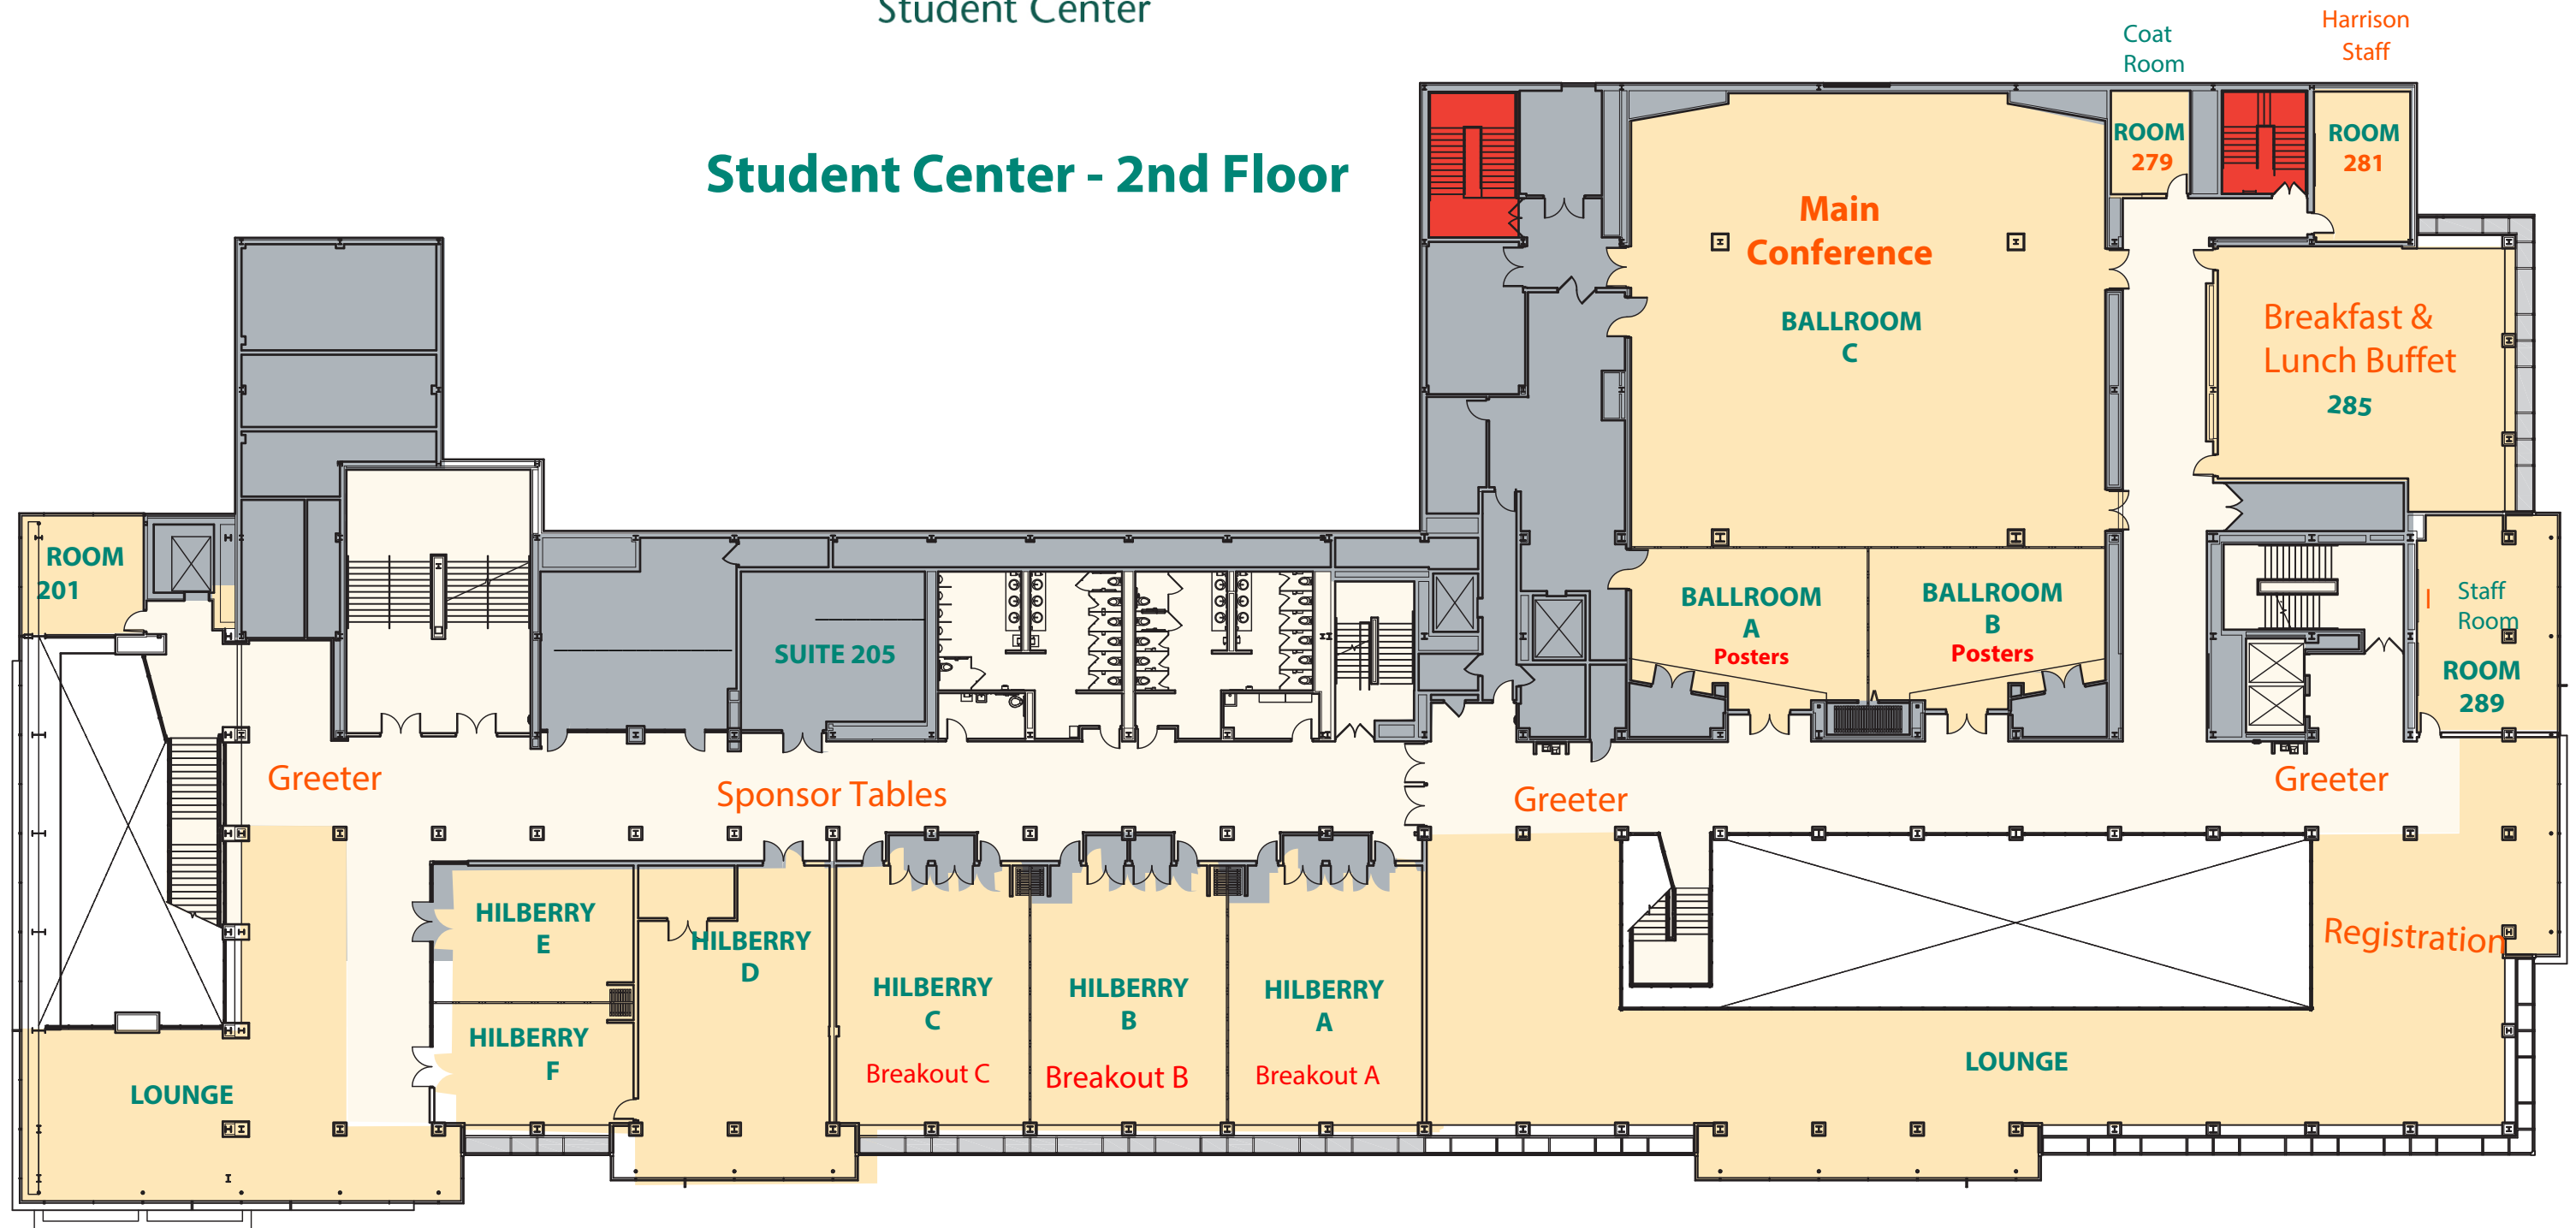 Student Center
Student Center - 2nd Floor
Coat
Room
Harrison
Staff
ROOM
279
ROOM
281
Main
Conference
BALLROOM
C
Breakfast &
Lunch Buffet
285
ROOM
201
SUITE 205
BALLROOM
A
Posters
BALLROOM
B
Posters
Staff
Room
ROOM
289
Greeter
Sponsor Tables
Greeter
Greeter
HILBERRY
E
HILBERRY
D
HILBERRY
F
HILBERRY
C
Breakout C
HILBERRY
B
Breakout B
HILBERRY
A
Breakout A
Registration
LOUNGE
LOUNGE